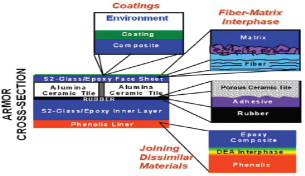 Coatings
Environment
Coating
Composite
Fiber-Matrix
Interphase
Matrix
Fiber
ARMOR
CROSS-SECTION
S2-Glass/Epoxy Face Sheet
Alumina
Ceramic Tile
Alumina
Ceramic Tile
RUBBER
S2-Glass/Epoxy Inner Layer
Phenolic Liner
Porous Ceramic Tile
Adhesive
Rubber
Joining
Dissimilar
Materials
Epoxy
Composite
DEA Interphase
Phenolic